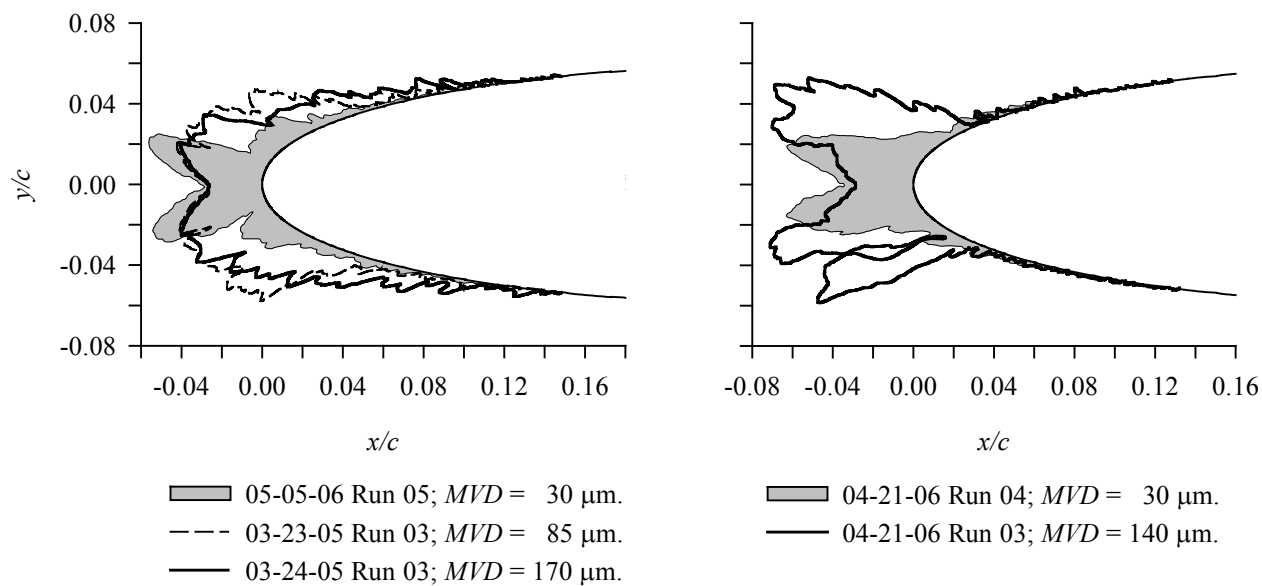 0.08
0.04
0.00
-0.04
-0.08
y/c
-0.04 0.00 0.04 0.08 0.12 0.16
x/c
05-05-06 Run 05; MVD = 30 μm.
03-23-05 Run 03; MVD = 85 μm.
03-24-05 Run 03; MVD = 170 μm.
-0.08 -0.04 0.00 0.04 0.08 0.12 0.16
x/c
04-21-06 Run 04; MVD = 30 μm.
04-21-06 Run 03; MVD = 140 μm.